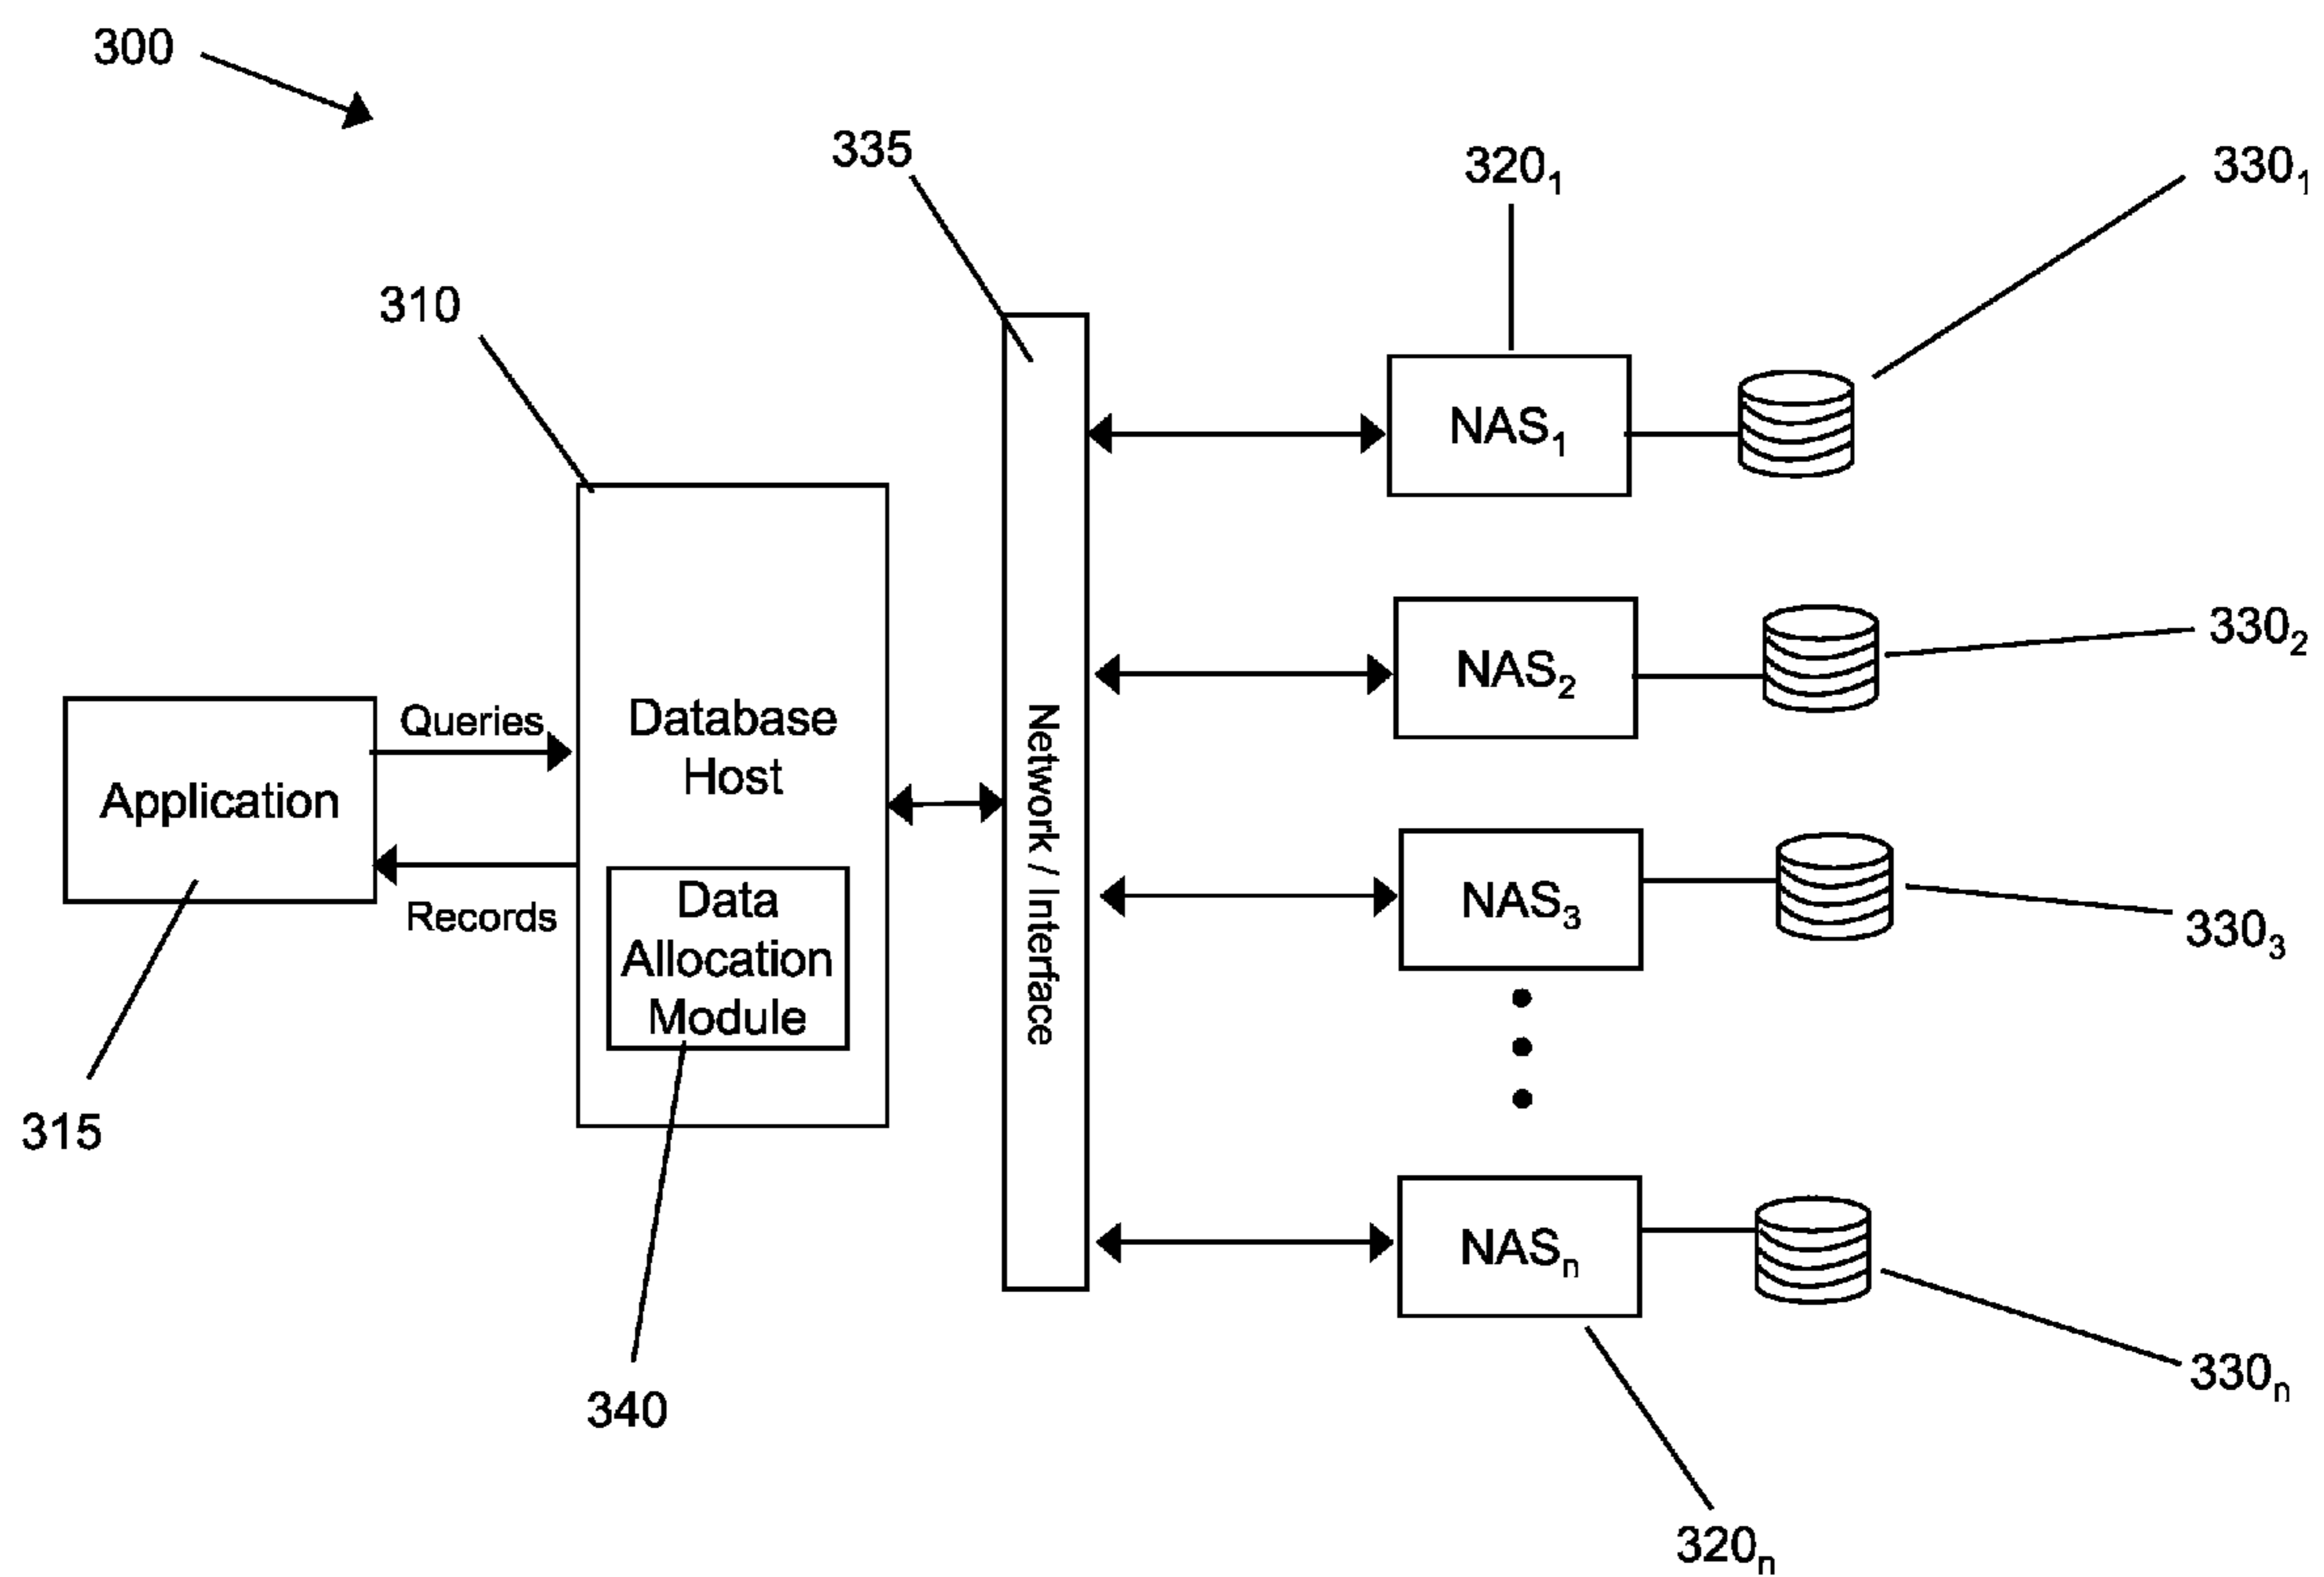 300
335
320₁
330₁
310
NAS₁
330₂
NAS₂
Queries
Database
Host
Application
Network / Interface
Records
Data
Allocation
Module
NAS₃
330₃
315
340
NASₙ
330ₙ
320ₙ